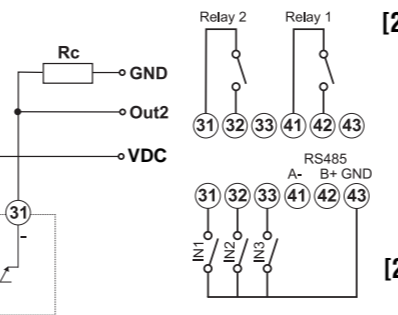 Relay 2 Relay 1
[2
Rc
GND
Out2
VDC
31 32 33 41 42 43
RS485
A- B+ GND
31 32 33 41 42 43
IN1 IN2 IN3
31
-
[2